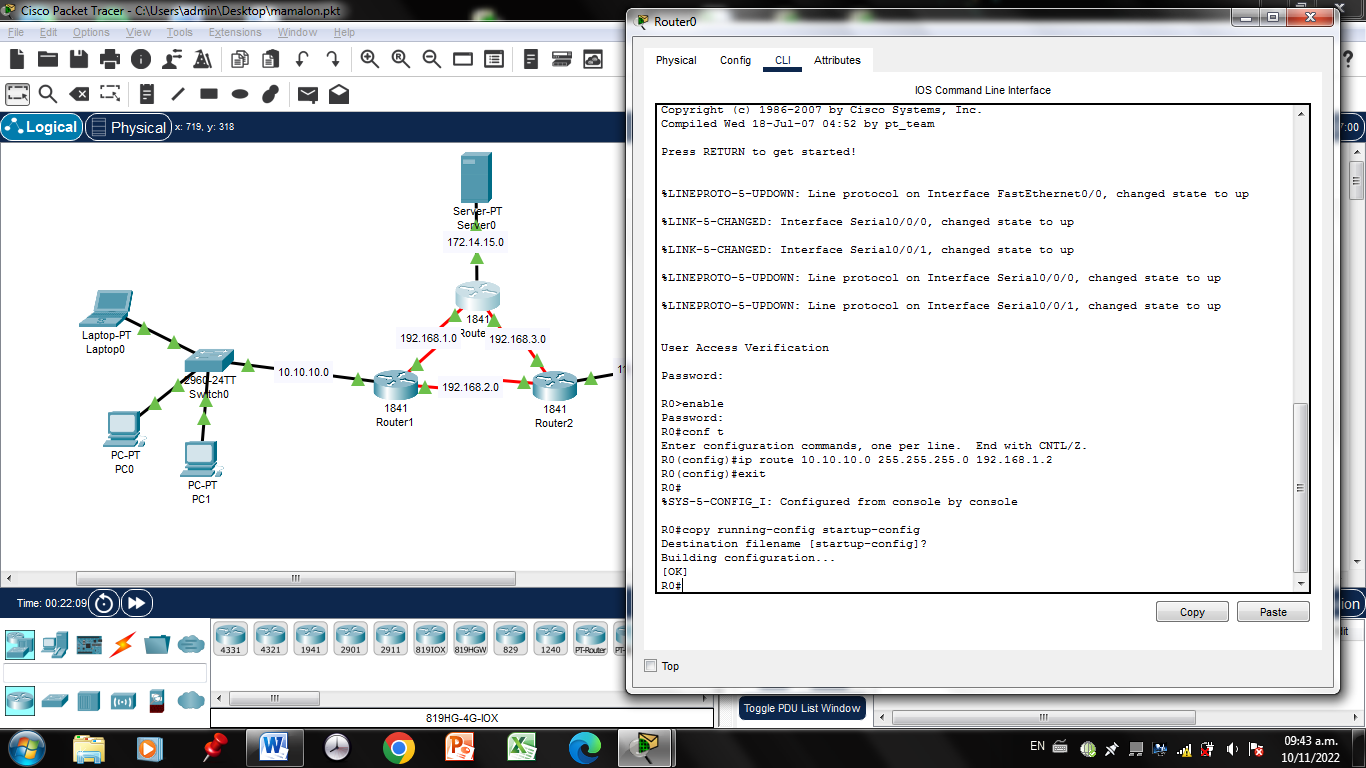 Cisco Packet Tracer - C:\Users\admin\Desktop\mamalon.pkt
File Edit Options View Tools Extensions Window Help
Logical Physical x: 719, y: 318
Server-PT
Server0
172.14.15.0
1841
Route
192.168.1.0
192.168.3.0
Laptop-PT
Laptop0
2960-24TT
Switch0
10.10.10.0
1841
Router1
192.168.2.0
1841
Router2
11
PC-PT
PC0
PC-PT
PC1
Time: 00:22:09
4331 4321 1941 2901 2911 819IOX 819HGW 829 1240 PT-Router PT-
819HG-4G-IOX
Router0
Physical Config CLI Attributes
IOS Command Line Interface
Copyright (c) 1986-2007 by Cisco Systems, Inc.
Compiled Wed 18-Jul-07 04:52 by pt_team
Press RETURN to get started!
%LINEPROTO-5-UPDOWN: Line protocol on Interface FastEthernet0/0, changed state to up
%LINK-5-CHANGED: Interface Serial0/0/0, changed state to up
%LINK-5-CHANGED: Interface Serial0/0/1, changed state to up
%LINEPROTO-5-UPDOWN: Line protocol on Interface Serial0/0/0, changed state to up
%LINEPROTO-5-UPDOWN: Line protocol on Interface Serial0/0/1, changed state to up
User Access Verification
Password:
R0>enable
Password:
R0#conf t
Enter configuration commands, one per line. End with CNTL/Z.
R0(config)#ip route 10.10.10.0 255.255.255.0 192.168.1.2
R0(config)#exit
R0#
%SYS-5-CONFIG_I: Configured from console by console
R0#copy running-config startup-config
Destination filename [startup-config]?
Building configuration...
[OK]
R0#
Copy Paste
Top
7:00
ion
dit
Toggle PDU List Window
EN
09:43 a.m.
10/11/2022